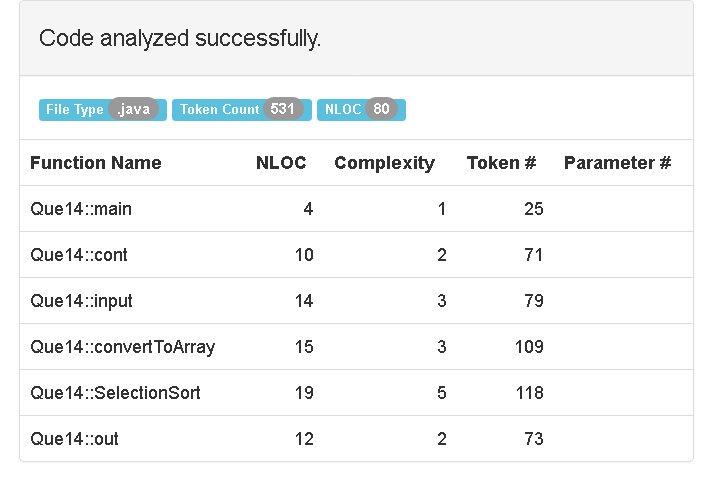 Code analyzed successfully.
File Type .java Token Count 531 NLOC 80
Function Name NLOC Complexity Token # Parameter #
Que14::main 4 1 25
Que14::cont 10 2 71
Que14::input 14 3 79
Que14::convertToArray 15 3 109
Que14::SelectionSort 19 5 118
Que14::out 12 2 73